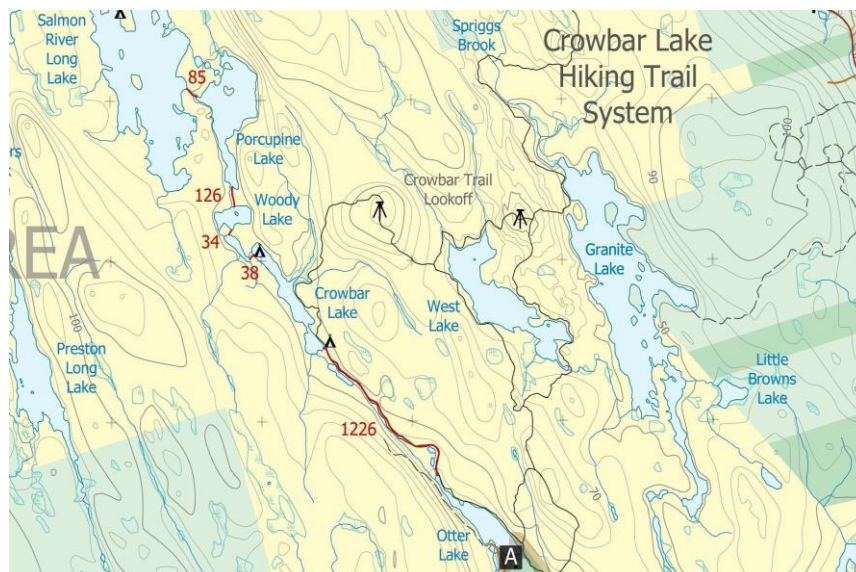 Salmon
River
Long
Lake
Spriggs
Brook
Crowbar Lake
Hiking Trail
System
85
100
Porcupine
Lake
90
126
Woody
Lake
Crowbar Trail
Lookoff
34
REA
38
Granite
Lake
Crowbar
Lake
West
Lake
100
50
Preston
Long
Lake
Little
Browns
Lake
1226
70
Otter
Lake
A